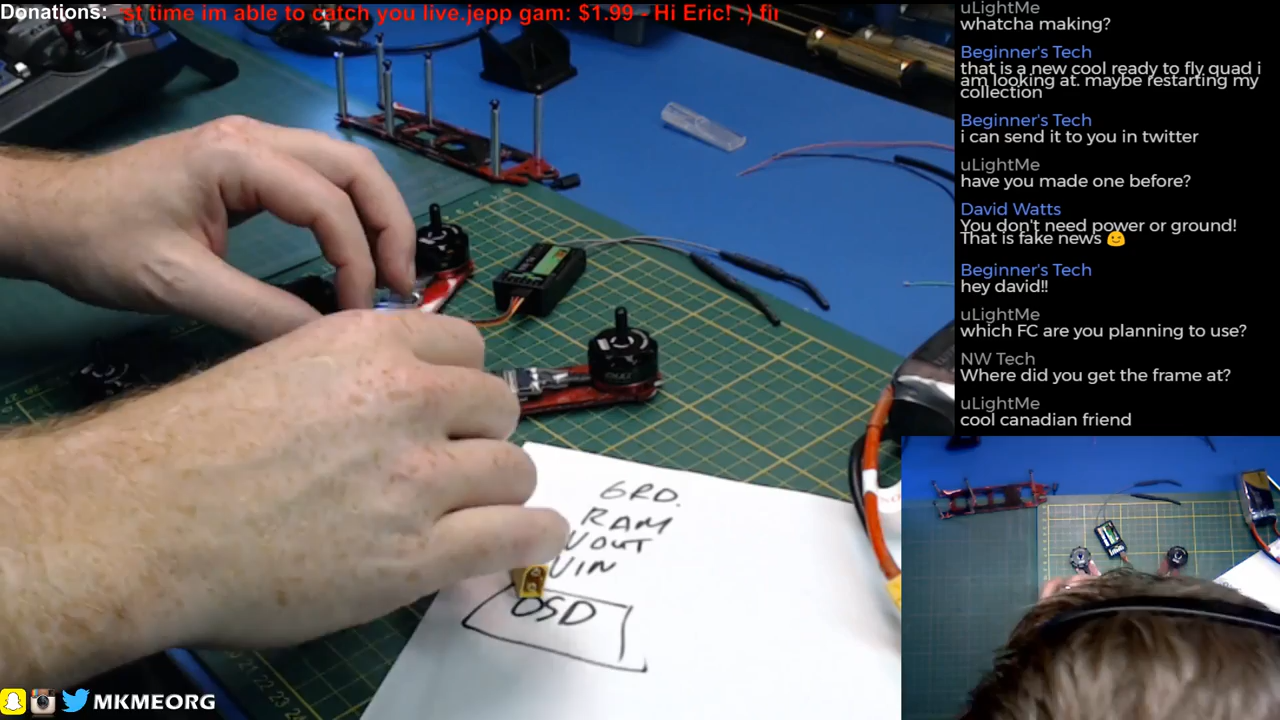 Donations: st time im able to catch you live.jepp gam: $1.99 - Hi Eric! :) fir
uLightMe
whatcha making?
Beginner's Tech
that is a new cool ready to fly quad i
am looking at. maybe restarting my
collection
Beginner's Tech
i can send it to you in twitter
uLightMe
have you made one before?
David Watts
You don't need power or ground!
That is fake news
Beginner's Tech
hey david!!
uLightMe
which FC are you planning to use?
NW Tech
Where did you get the frame at?
uLightMe
cool canadian friend
GRD.
RAM
VOUT
VIN
OSD
MKMEORG